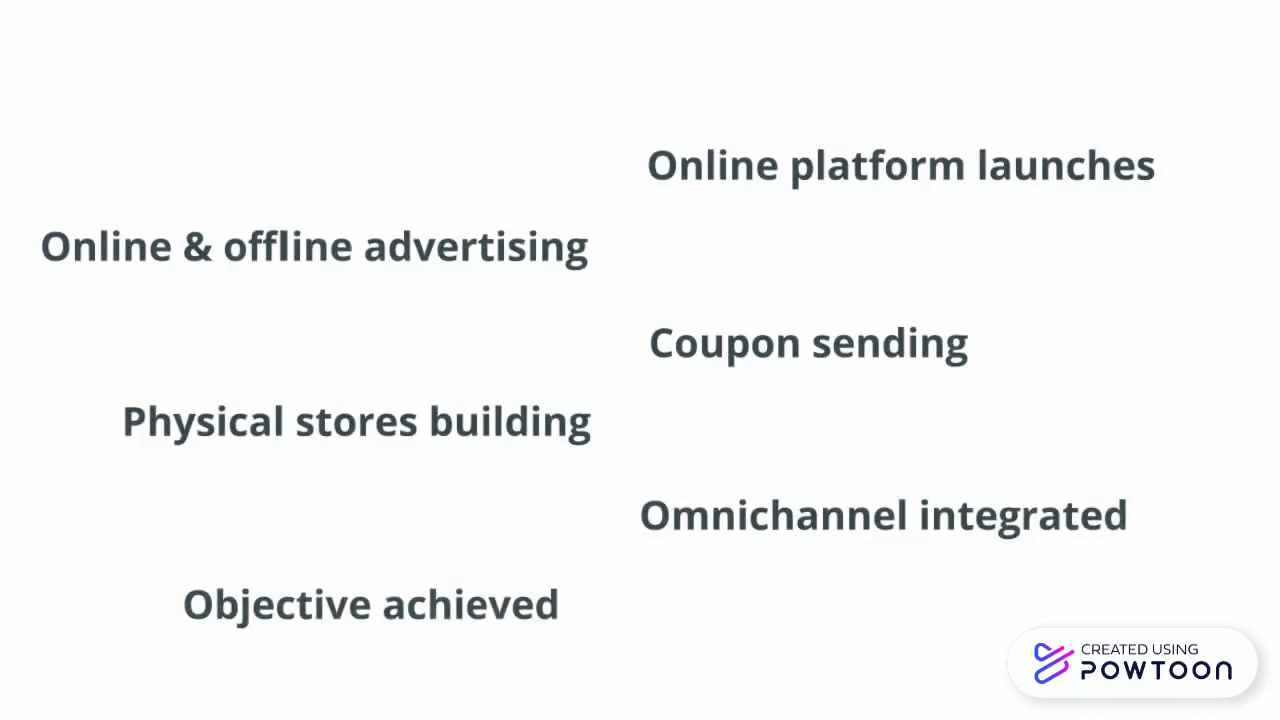 Online platform launches
Online & offline advertising
Coupon sending
Physical stores building
Omnichannel integrated
Objective achieved
CREATED USING
POWTOON